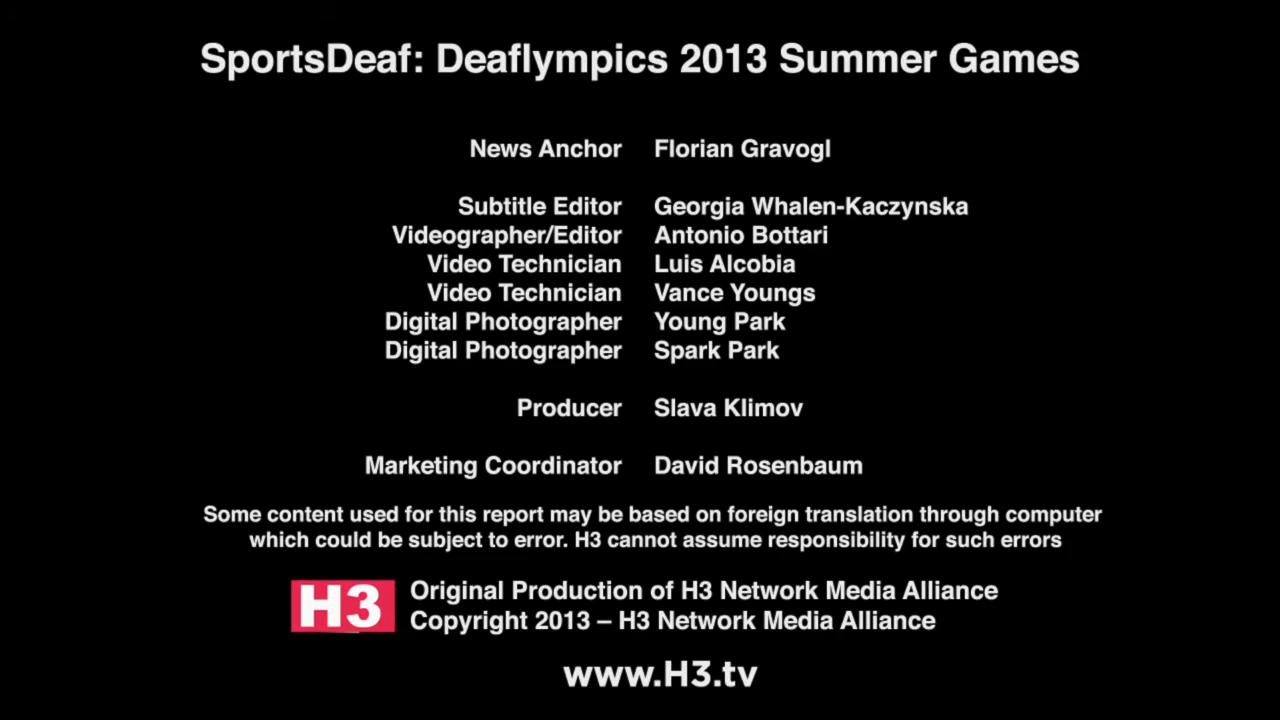 SportsDeaf: Deaflympics 2013 Summer Games
News Anchor Florian Gravogl
Subtitle Editor Georgia Whalen-Kaczynska
Videographer/Editor Antonio Bottari
Video Technician Luis Alcobia
Video Technician Vance Youngs
Digital Photographer Young Park
Digital Photographer Spark Park
Producer Slava Klimov
Marketing Coordinator David Rosenbaum
Some content used for this report may be based on foreign translation through computer
which could be subject to error. H3 cannot assume responsibility for such errors
H3
Original Production of H3 Network Media Alliance
Copyright 2013 – H3 Network Media Alliance
www.H3.tv